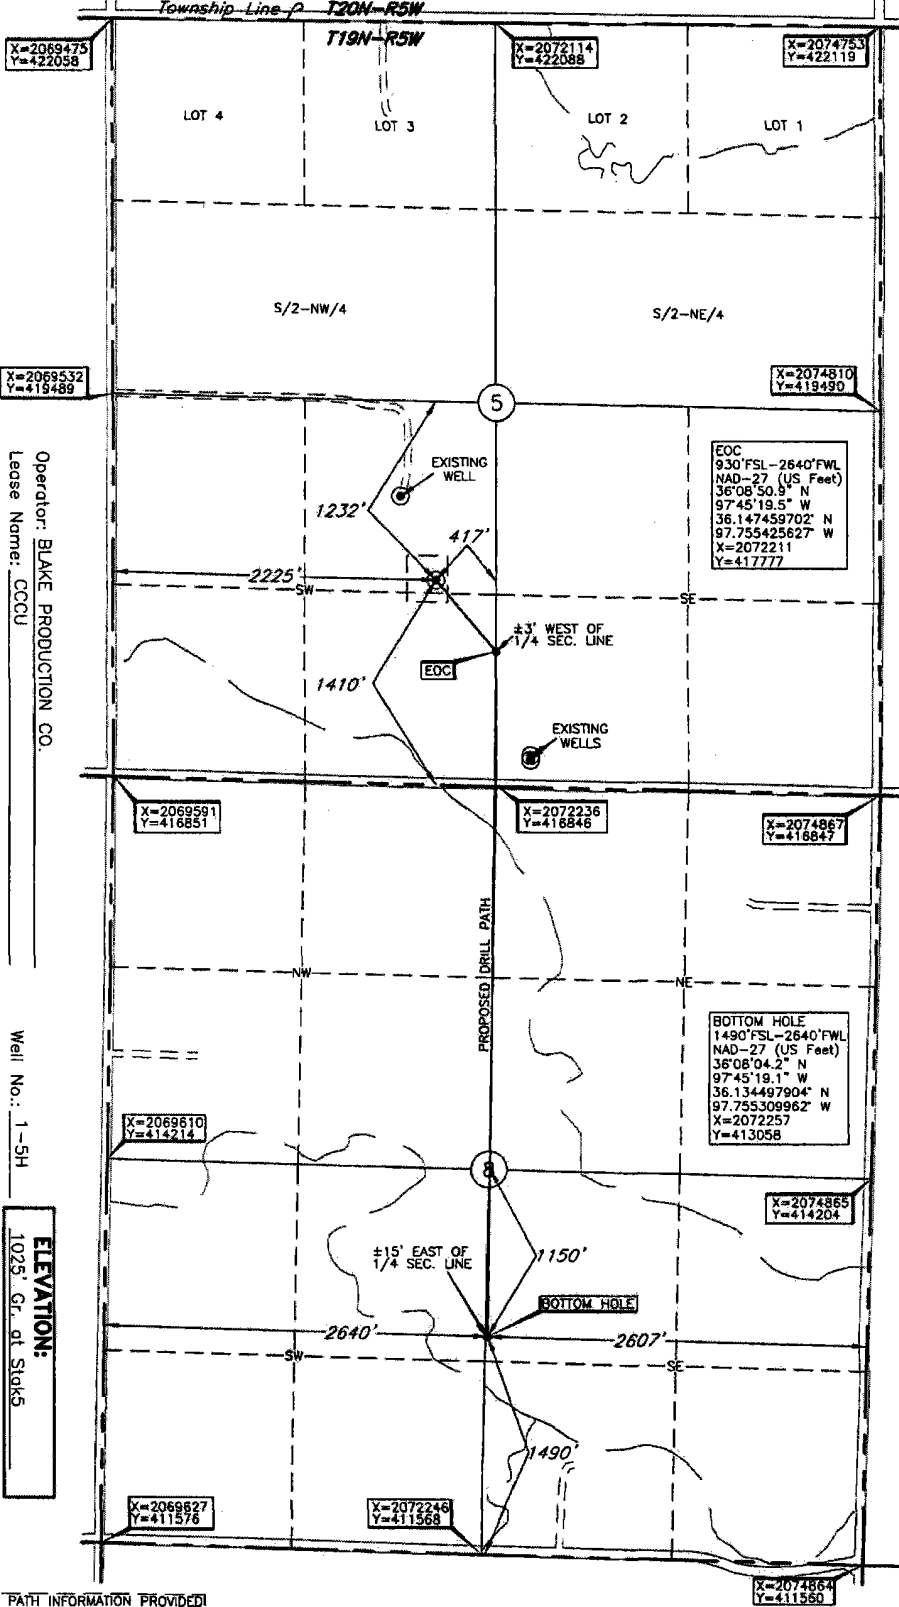 Township Line
T20N-R5W
T19N-R5W
X=2069475
Y=422058
X=2072114
Y=422088
X=2074753
Y=422119
LOT 4
LOT 3
LOT 2
LOT 1
S/2-NW/4
S/2-NE/4
X=2069532
Y=419489
X=2074810
Y=419490
5
EOC
930'FSL-2640'FWL
NAD-27 (US Feet)
36°08'50.9" N
97°45'19.5" W
36.147459702° N
97.755425627° W
X=2072211
Y=417777
EXISTING
WELL
1232'
417'
2225'
SW
SE
±3' WEST OF
1/4 SEC. LINE
EOC
1410'
EXISTING
WELLS
Operator: BLAKE PRODUCTION CO.
Lease Name: CCCU
X=2069591
Y=416851
X=2072236
Y=416846
X=2074867
Y=416847
PROPOSED DRILL PATH
NW
NE
BOTTOM HOLE
1490'FSL-2640'FWL
NAD-27 (US Feet)
36°08'04.2" N
97°45'19.1" W
36.134497904° N
97.755309962° W
X=2072257
Y=413058
Well No.: 1-5H
X=2069610
Y=414214
8
X=2074865
Y=414204
±15' EAST OF
1/4 SEC. LINE
1150'
BOTTOM HOLE
2640'
2607'
SW
SE
ELEVATION:
1025' Gr. at Stak5
1490'
X=2069627
Y=411576
X=2072246
Y=411568
X=2074864
Y=411560
PATH INFORMATION PROVIDED